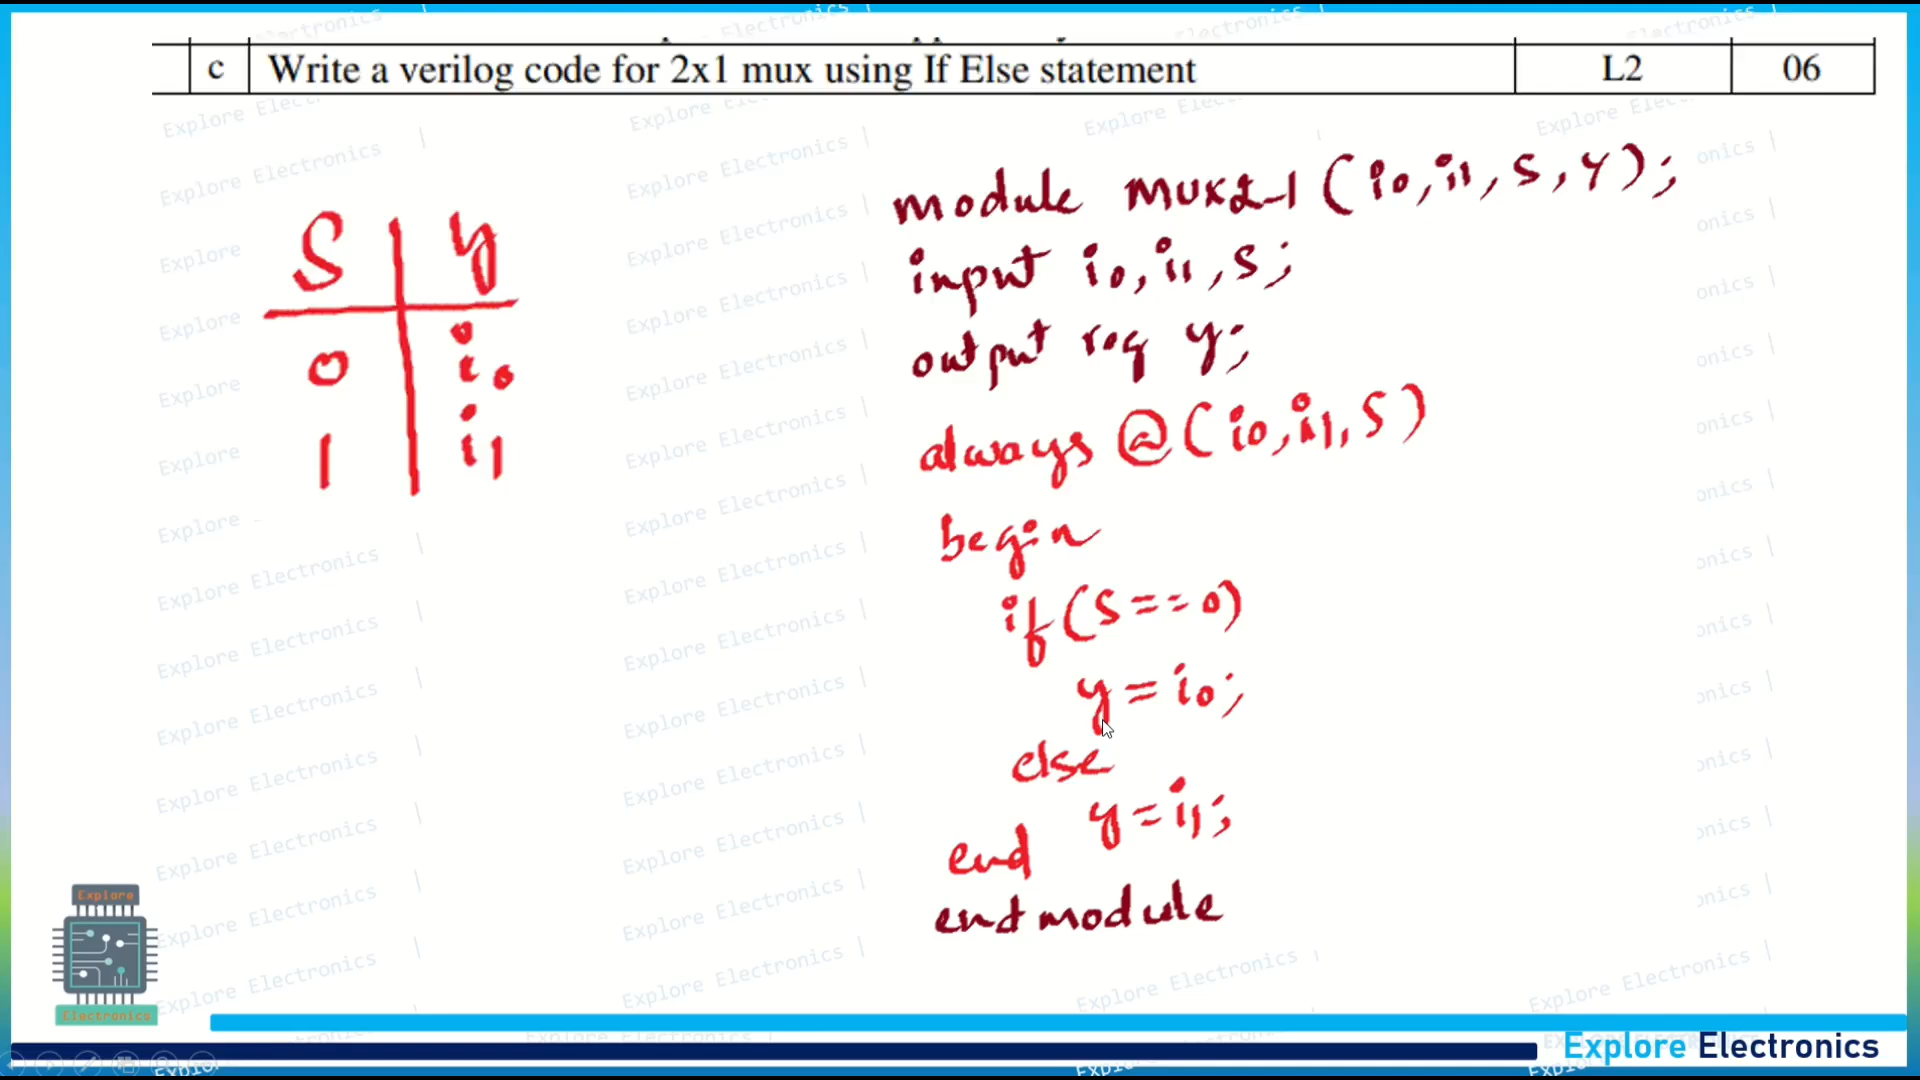 c Write a verilog code for 2x1 mux using If Else statement L2 06
S y
0 i0
1 i1
module mux2-1 (i0, i1, s, y);
input i0, i1, s;
output reg y;
always @ (i0, i1, s)
begin
if (s == 0)
y = i0;
else
y = i1;
end
endmodule
Explore
Electronics
Explore Electronics